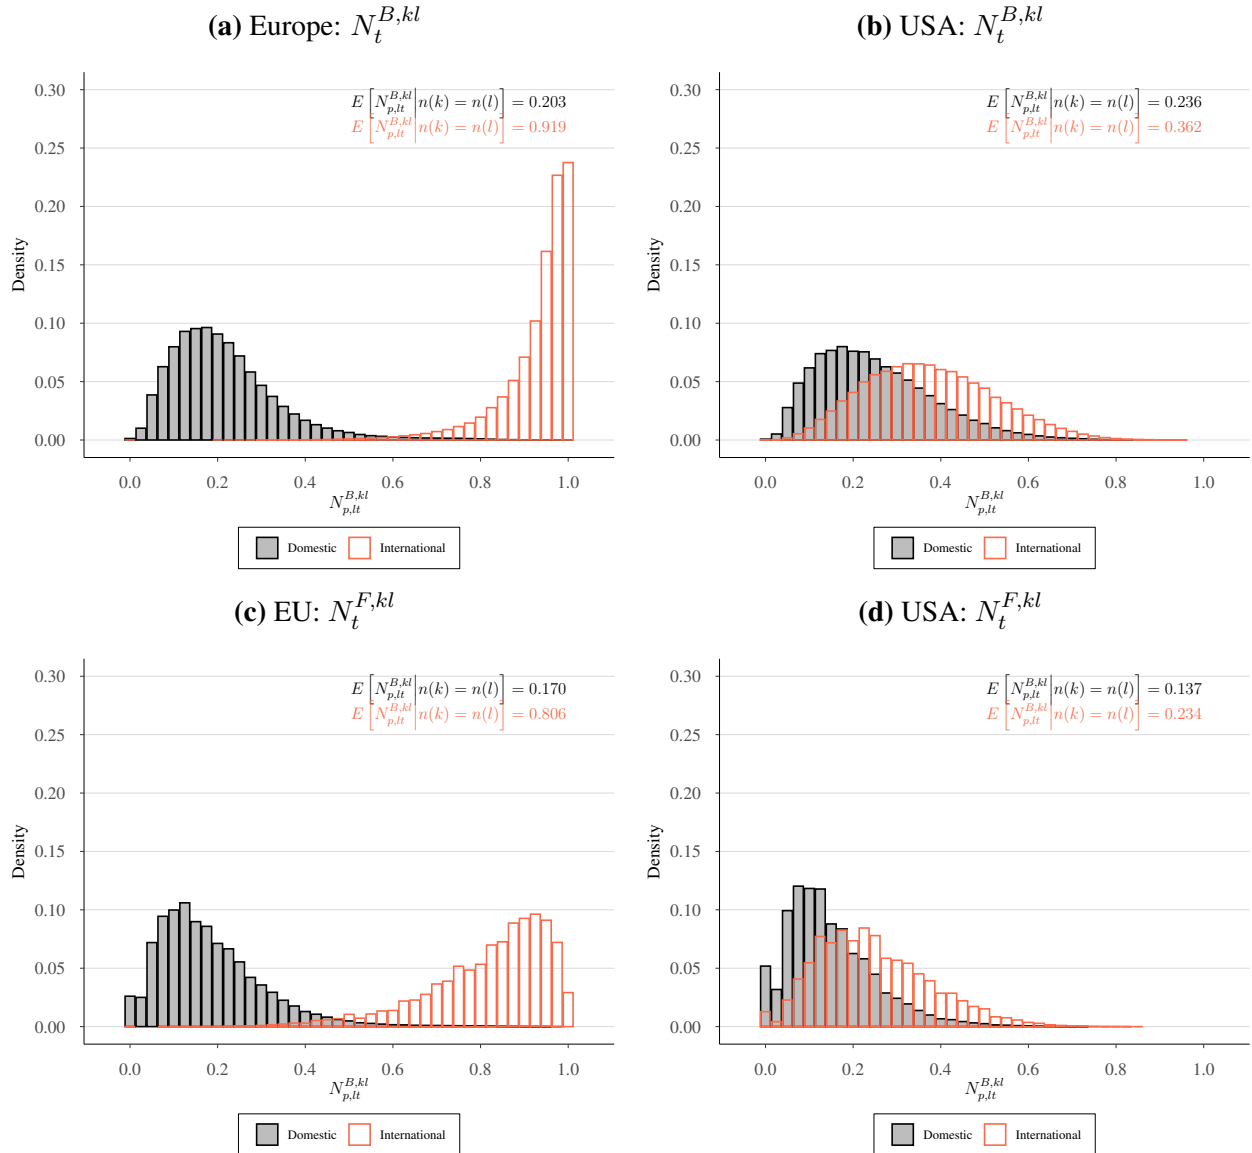 (a) Europe: N_t^{B,kl}
0.30
0.25
0.20
0.15
0.10
0.05
0.00
Density
E [N_{p,lt}^{B,kl} | n(k) = n(l)] = 0.203
E [N_{p,lt}^{B,kl} | n(k) = n(l)] = 0.919
0.0 0.2 0.4 0.6 0.8 1.0
N_{p,lt}^{B,kl}
Domestic International
(b) USA: N_t^{B,kl}
0.30
0.25
0.20
0.15
0.10
0.05
0.00
Density
E [N_{p,lt}^{B,kl} | n(k) = n(l)] = 0.236
E [N_{p,lt}^{B,kl} | n(k) = n(l)] = 0.362
0.0 0.2 0.4 0.6 0.8 1.0
N_{p,lt}^{B,kl}
Domestic International
(c) EU: N_t^{F,kl}
0.30
0.25
0.20
0.15
0.10
0.05
0.00
Density
E [N_{p,lt}^{B,kl} | n(k) = n(l)] = 0.170
E [N_{p,lt}^{B,kl} | n(k) = n(l)] = 0.806
0.0 0.2 0.4 0.6 0.8 1.0
N_{p,lt}^{B,kl}
Domestic International
(d) USA: N_t^{F,kl}
0.30
0.25
0.20
0.15
0.10
0.05
0.00
Density
E [N_{p,lt}^{B,kl} | n(k) = n(l)] = 0.137
E [N_{p,lt}^{B,kl} | n(k) = n(l)] = 0.234
0.0 0.2 0.4 0.6 0.8 1.0
N_{p,lt}^{B,kl}
Domestic International